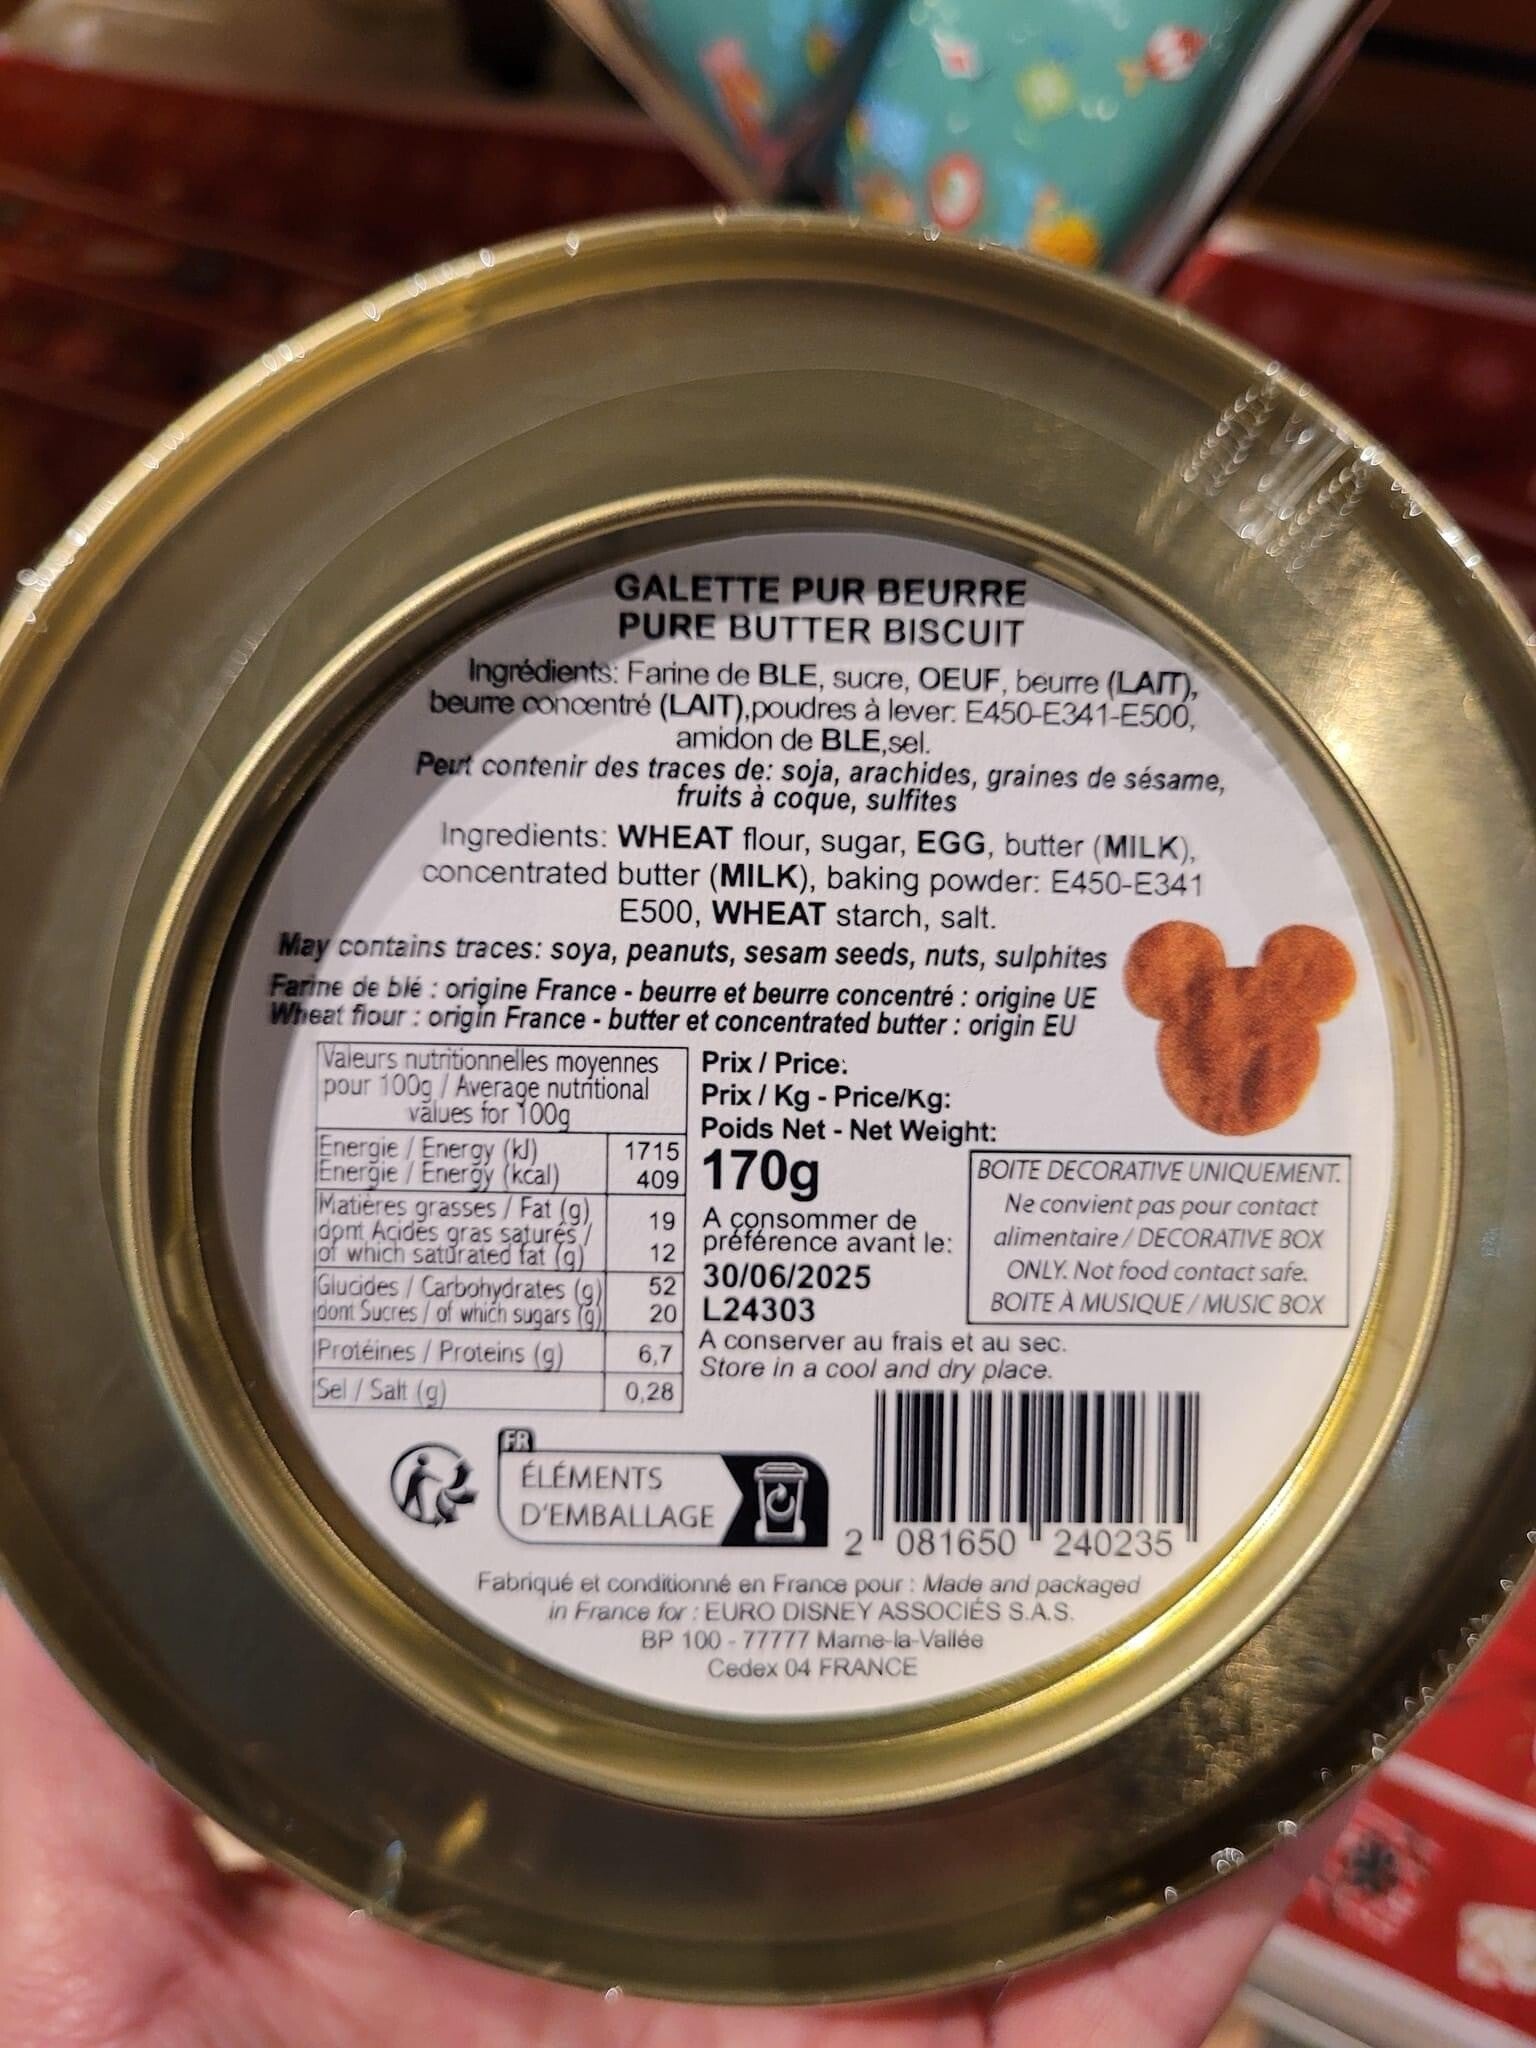 GALETTE PUR BEURRE
PURE BUTTER BISCUIT
Ingrédients: Farine de BLE, sucre, OEUF, beurre (LAIT),
beurre concentré (LAIT),poudres à lever: E450-E341-E500,
amidon de BLE,sel.
Peut contenir des traces de: soja, arachides, graines de sésame,
fruits à coque, sulfites
Ingredients: WHEAT flour, sugar, EGG, butter (MILK),
concentrated butter (MILK), baking powder: E450-E341
E500, WHEAT starch, salt.
May contains traces: soya, peanuts, sesam seeds, nuts, sulphites
Farine de blé : origine France - beurre et beurre concentré : origine UE
Wheat flour : origin France - butter et concentrated butter : origin EU
Valeurs nutritionnelles moyennes
pour 100g / Average nutritional
values for 100g
Energie / Energy (kJ) 1715
Energie / Energy (kcal) 409
Matières grasses / Fat (g) 19
dont Acides gras saturés /
of which saturated fat (g) 12
Glucides / Carbohydrates (g) 52
dont Sucres / of which sugars (g) 20
Protéines / Proteins (g) 6,7
Sel / Salt (g) 0,28
Prix / Price:
Prix / Kg - Price/Kg:
Poids Net - Net Weight:
170g
A consommer de
préférence avant le:
30/06/2025
L24303
A conserver au frais et au sec.
Store in a cool and dry place.
BOITE DECORATIVE UNIQUEMENT.
Ne convient pas pour contact
alimentaire / DECORATIVE BOX
ONLY. Not food contact safe.
BOITE À MUSIQUE / MUSIC BOX
FR
ÉLÉMENTS
D'EMBALLAGE
2 081650 240235
Fabriqué et conditionné en France pour : Made and packaged
in France for : EURO DISNEY ASSOCIÉS S.A.S.
BP 100 - 77777 Marne-la-Vallée
Cedex 04 FRANCE